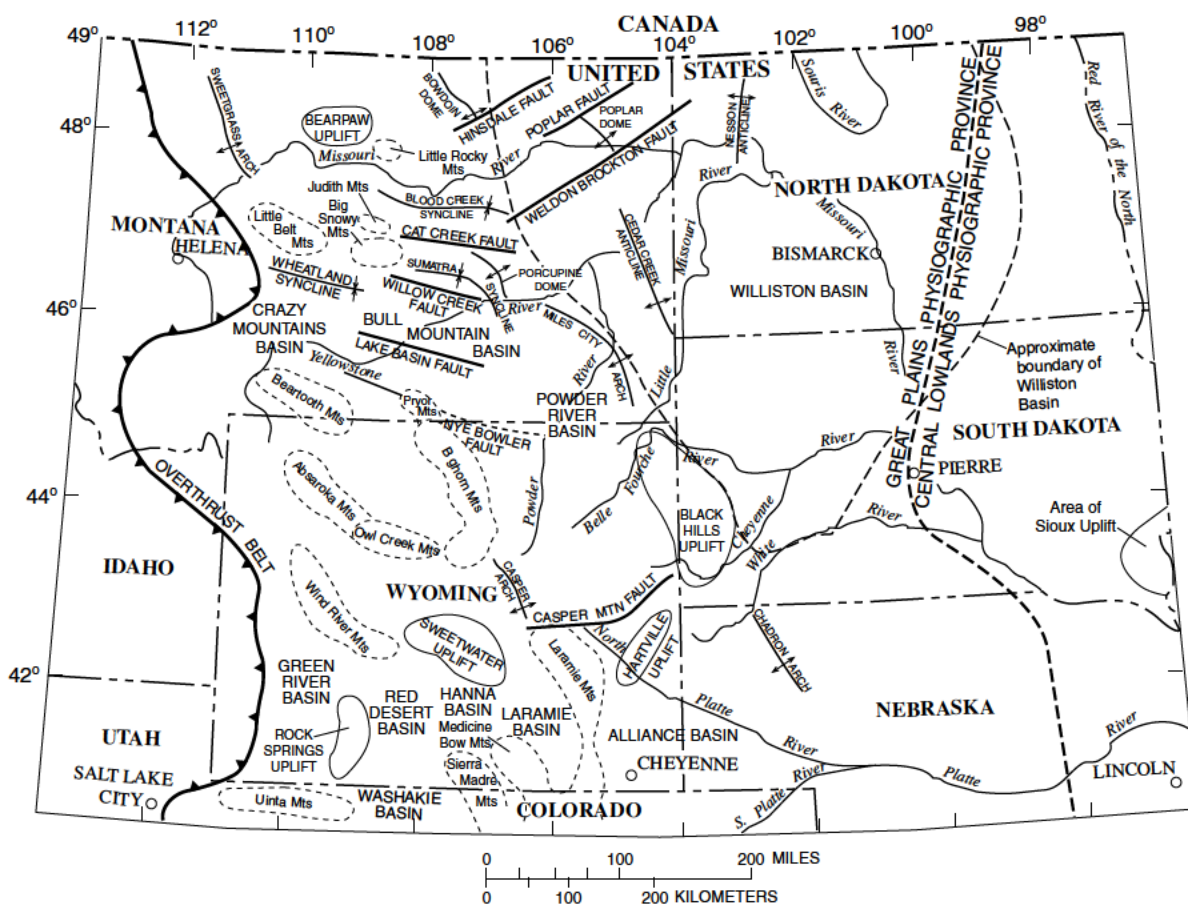 CANADA
112°
110°
108°
106°
104°
102°
100°
98°
49°
UNITED STATES
48°
46°
44°
42°
SWEETGRASS ARCH
BEARPAW
UPLIFT
BOWDOIN
DOME
HINSDALE FAULT
POPLAR FAULT
POPLAR
DOME
WELDON BROCKTON FAULT
NESSON
ANTICLINE
Souris
River
Red River of the North
Missouri
River
Little Rocky
Mts
Judith Mts
Big
Snowy
Mts
Little
Belt
Mts
BLOOD CREEK
SYNCLINE
CAT CREEK FAULT
MONTANA
HELENA
WHEATLAND
SYNCLINE
SUMATRA
SYNCLINE
WILLOW CREEK
FAULT
PORCUPINE
DOME
CEDAR CREEK
ANTICLINE
River
Little Missouri
NORTH DAKOTA
Missouri
River
BISMARCK
WILLISTON BASIN
GREAT PLAINS PHYSIOGRAPHIC PROVINCE
CENTRAL LOWLANDS PHYSIOGRAPHIC PROVINCE
CRAZY
MOUNTAINS
BASIN
BULL
MOUNTAIN
BASIN
LAKE BASIN FAULT
Yellowstone
River
MILES CITY
ARCH
River
Approximate
boundary of
Williston
Basin
Beartooth Mts
Pryor
Mts
NYE BOWLER
FAULT
POWDER
RIVER
BASIN
Powder
Bighorn Mts
Absaroka Mts
Owl Creek Mts
Belle Fourche
River
River
BLACK
HILLS
UPLIFT
Cheyenne
White
River
SOUTH DAKOTA
PIERRE
Area of
Sioux Uplift
OVERTHRUST BELT
IDAHO
WYOMING
Wind River Mts
CASPER
ARCH
CASPER MTN FAULT
SWEETWATER
UPLIFT
Laramie Mts
HARTVILLE
UPLIFT
CHADRON ARCH
North
Platte
River
GREEN
RIVER
BASIN
ROCK
SPRINGS
UPLIFT
RED
DESERT
BASIN
HANNA
BASIN
Medicine
Bow Mts
LARAMIE
BASIN
Sierra
Madre
Mts
ALLIANCE BASIN
CHEYENNE
NEBRASKA
UTAH
SALT LAKE
CITY
Uinta Mts
WASHAKIE
BASIN
COLORADO
S. Platte
River
Platte
River
LINCOLN
0 100 200 MILES
0 100 200 KILOMETERS